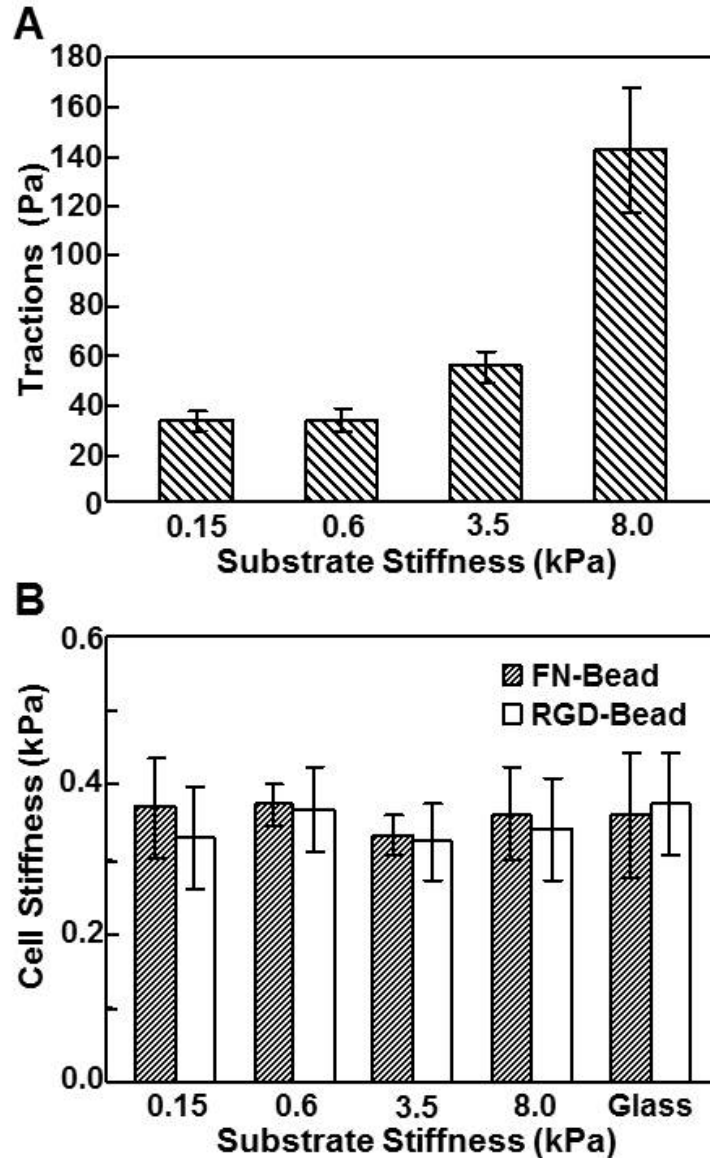 A
180
160
140
120
100
80
60
40
20
0
Tractions (Pa)
0.15 0.6 3.5 8.0
Substrate Stiffness (kPa)
B
0.6
0.4
0.2
0.0
Cell Stiffness (kPa)
FN-Bead
RGD-Bead
0.15 0.6 3.5 8.0 Glass
Substrate Stiffness (kPa)